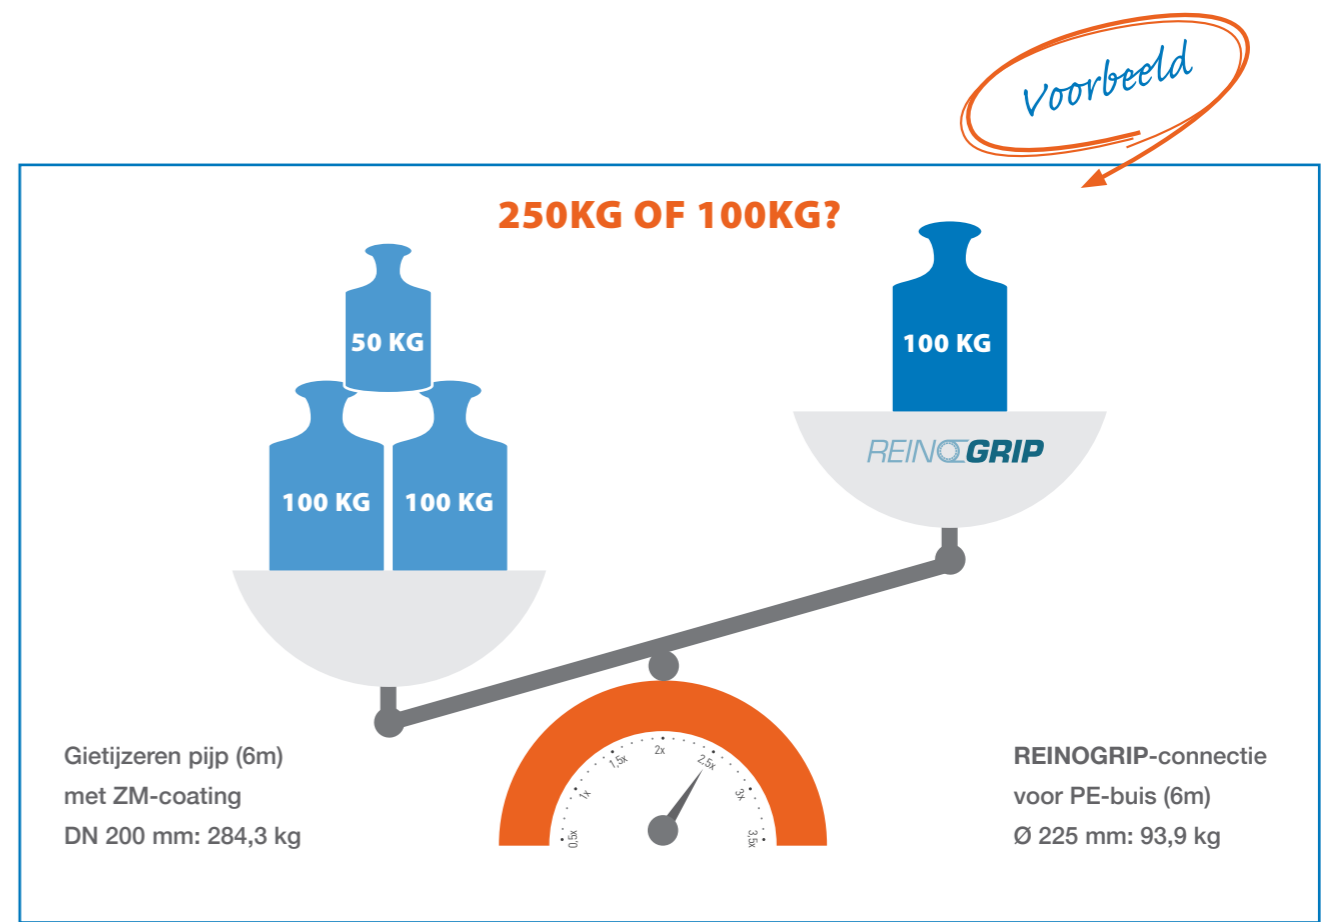 Voorbeeld
250KG OF 100KG?
50 KG
100 KG
100 KG
100 KG
REINOGRIP
0,5x
1x
1,5x
2x
2,5x
3x
3,5x
Gietijzeren pijp (6m)
met ZM-coating
DN 200 mm: 284,3 kg
REINOGRIP-connectie
voor PE-buis (6m)
Ø 225 mm: 93,9 kg